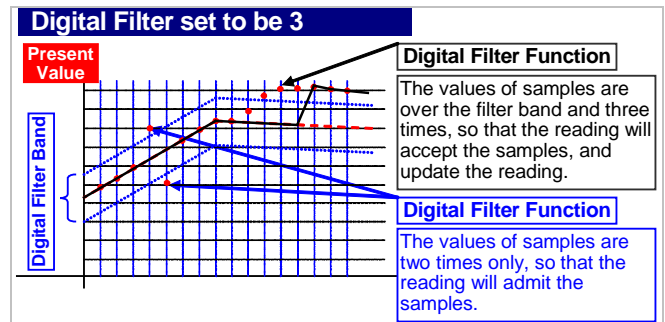 Digital Filter set to be 3
Present
Value
Digital Filter Band
Digital Filter Function
The values of samples are
over the filter band and three
times, so that the reading will
accept the samples, and
update the reading.
Digital Filter Function
The values of samples are
two times only, so that the
reading will admit the
samples.